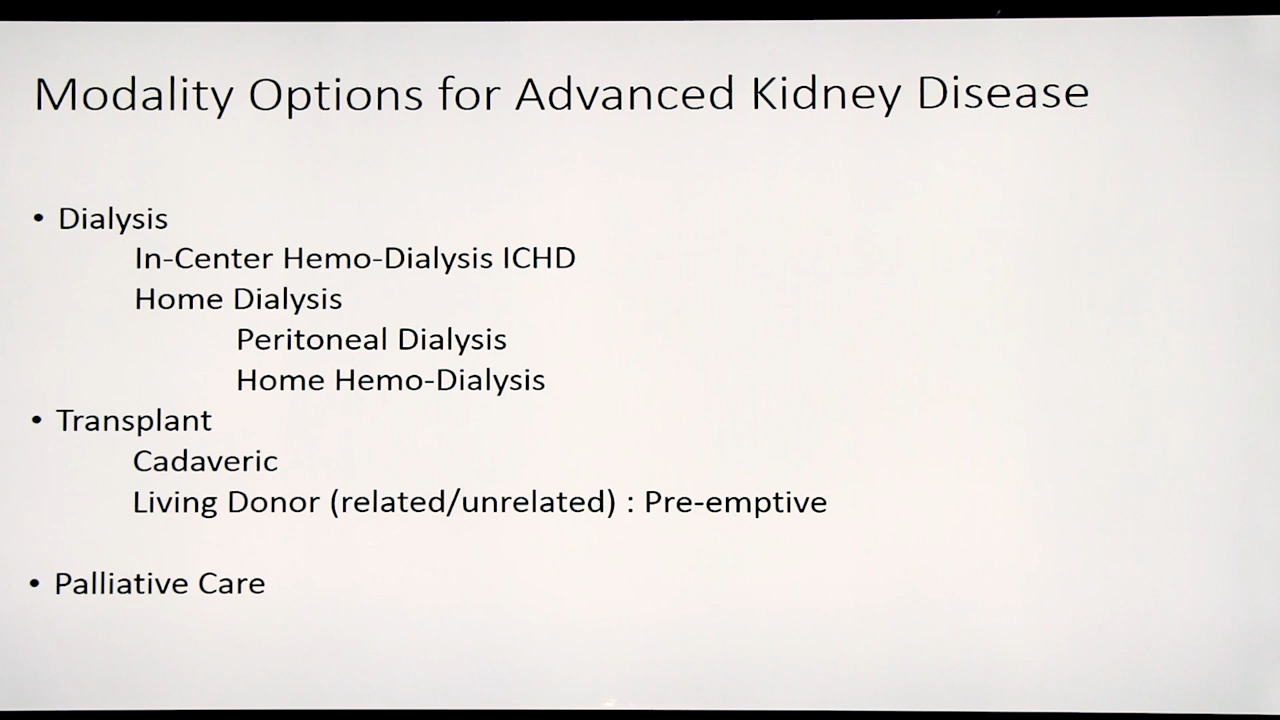 Modality Options for Advanced Kidney Disease
• Dialysis
In-Center Hemo-Dialysis ICHD
Home Dialysis
Peritoneal Dialysis
Home Hemo-Dialysis
• Transplant
Cadaveric
Living Donor (related/unrelated) : Pre-emptive
• Palliative Care